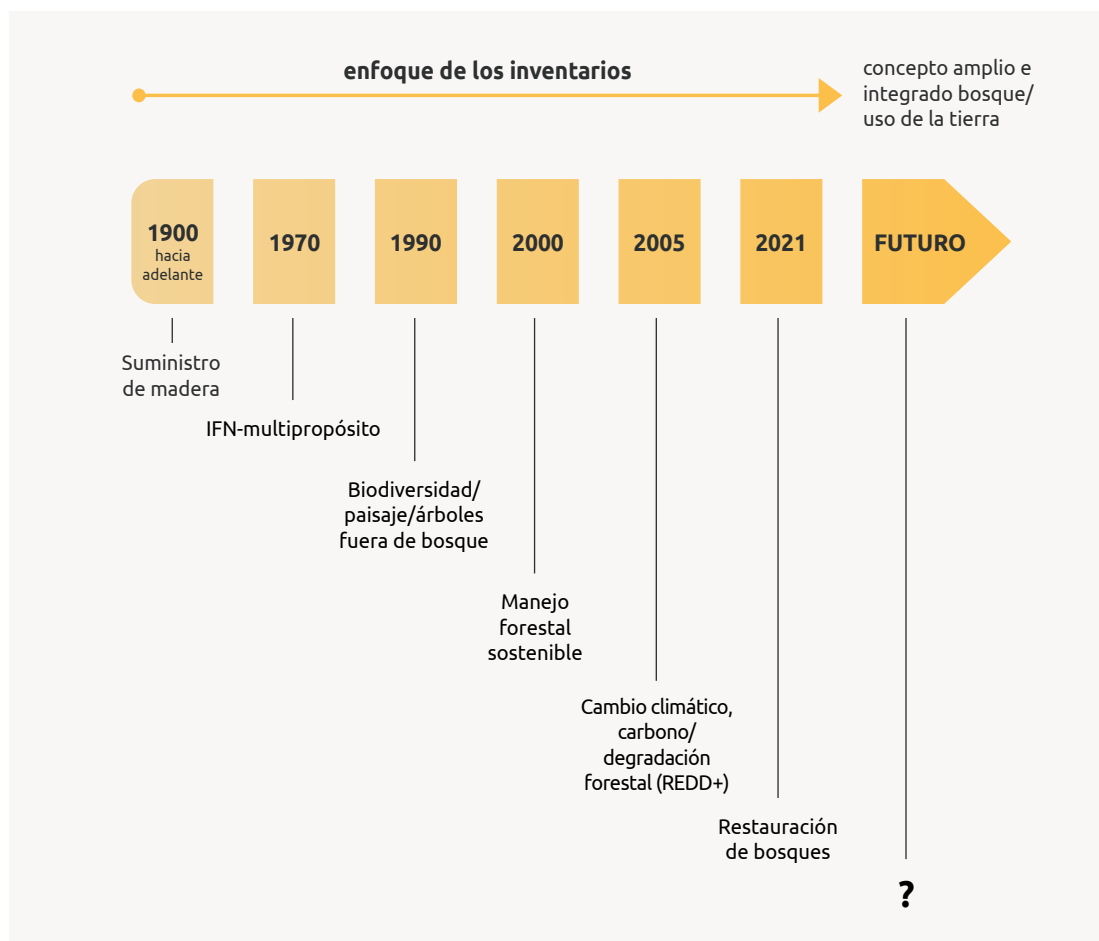 enfoque de los inventarios
concepto amplio e
integrado bosque/
uso de la tierra
1900
hacia
adelante
1970
1990
2000
2005
2021
FUTURO
Suministro
de madera
IFN-multipropósito
Biodiversidad/
paisaje/árboles
fuera de bosque
Manejo
forestal
sostenible
Cambio climático,
carbono/
degradación
forestal (REDD+)
Restauración
de bosques
?